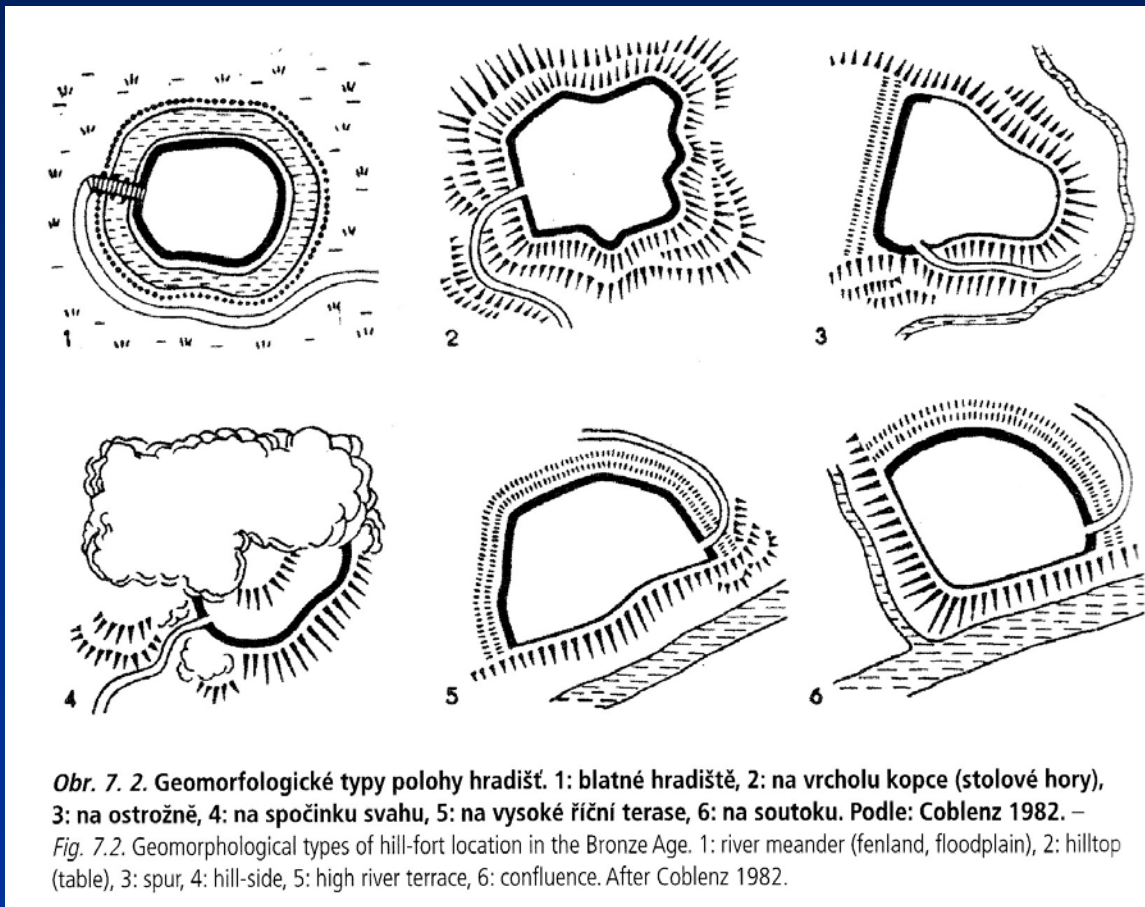 1
2
3
4
5
6
Obr. 7. 2. Geomorfologické typy polohy hradišť. 1: blatné hradiště, 2: na vrcholu kopce (stolové hory),
3: na ostrožně, 4: na spočinku svahu, 5: na vysoké říční terase, 6: na soutoku. Podle: Coblenz 1982. –
Fig. 7.2. Geomorphological types of hill-fort location in the Bronze Age. 1: river meander (fenland, floodplain), 2: hilltop
(table), 3: spur, 4: hill-side, 5: high river terrace, 6: confluence. After Coblenz 1982.